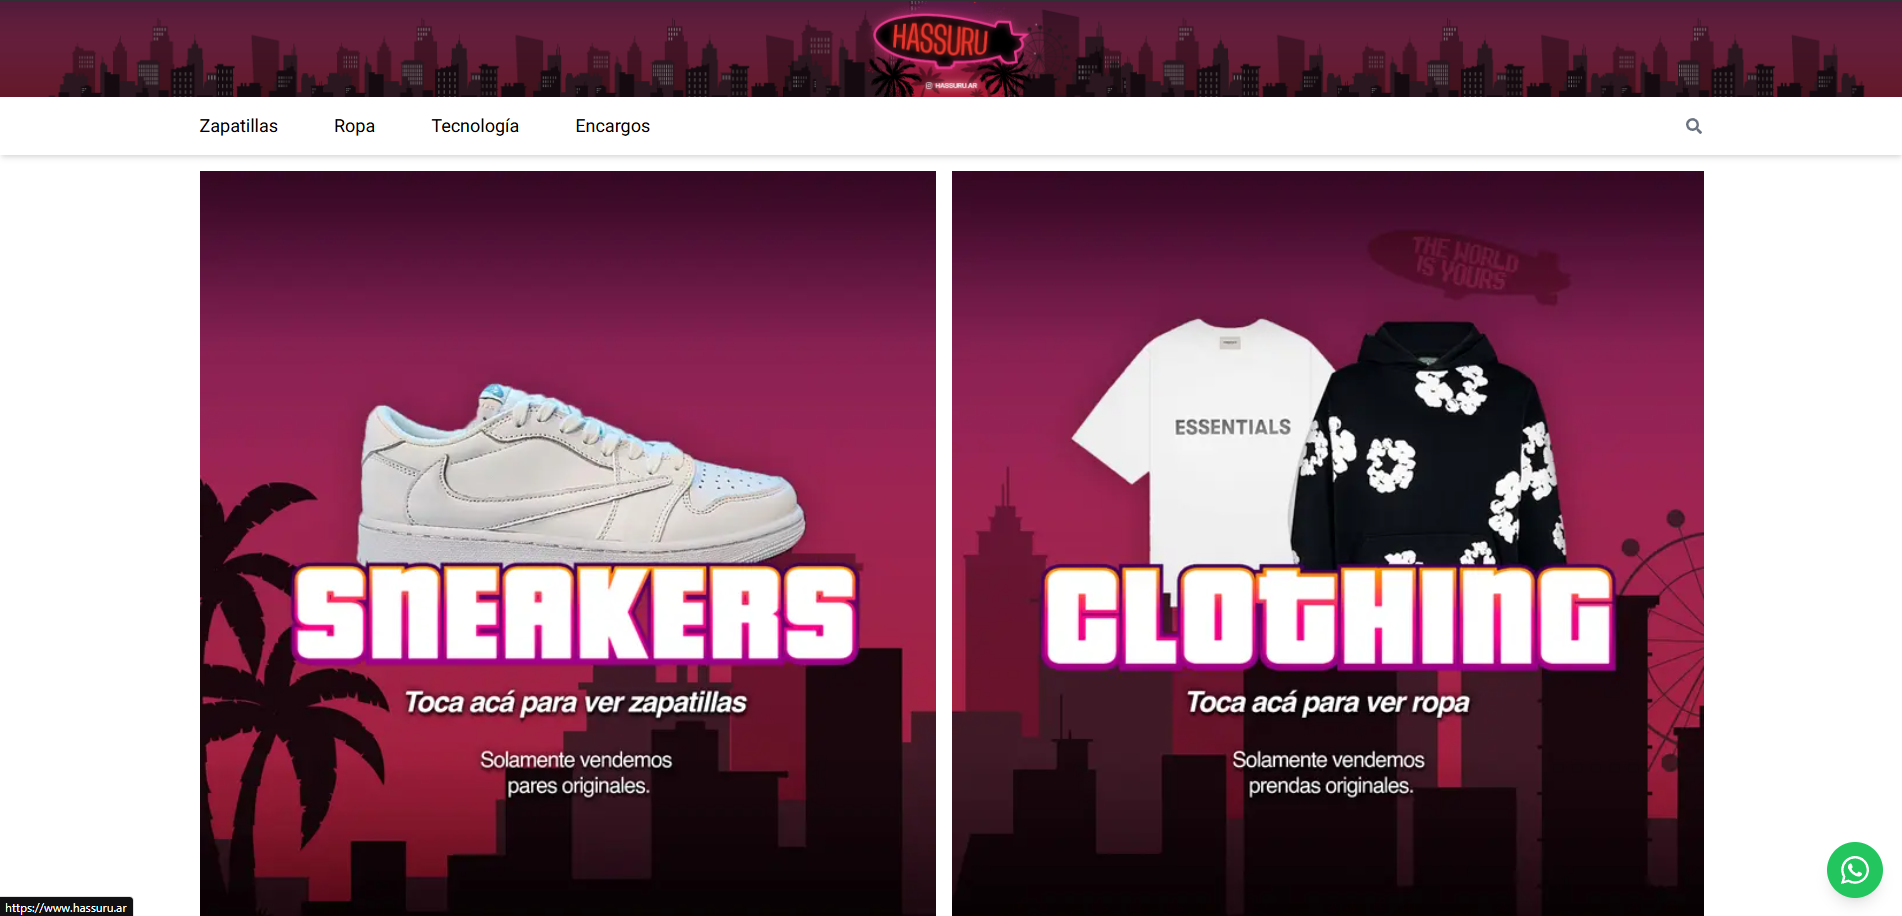 HASSURU
HASSURU.AR
Zapatillas
Ropa
Tecnología
Encargos
THE WORLD
IS YOURS
ESSENTIALS
SNEAKERS
Toca acá para ver zapatillas
Solamente vendemos
pares originales.
CLOTHING
Toca acá para ver ropa
Solamente vendemos
prendas originales.
https://www.hassuru.ar